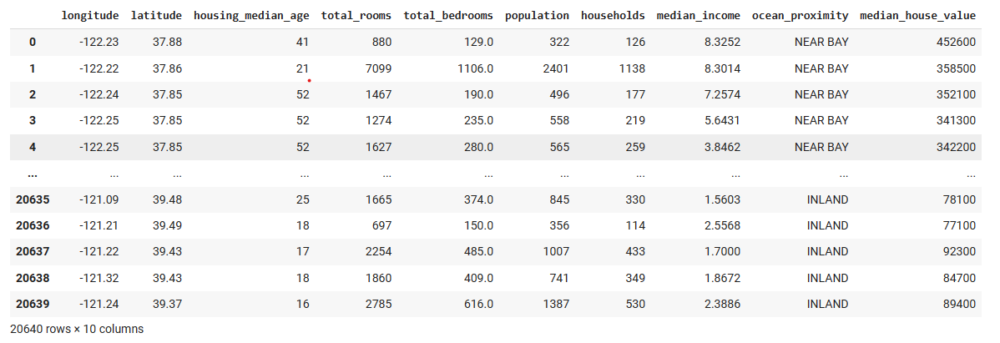 longitude latitude housing_median_age total_rooms total_bedrooms population households median_income ocean_proximity median_house_value
0 -122.23 37.88 41 880 129.0 322 126 8.3252 NEAR BAY 452600
1 -122.22 37.86 21 7099 1106.0 2401 1138 8.3014 NEAR BAY 358500
2 -122.24 37.85 52 1467 190.0 496 177 7.2574 NEAR BAY 352100
3 -122.25 37.85 52 1274 235.0 558 219 5.6431 NEAR BAY 341300
4 -122.25 37.85 52 1627 280.0 565 259 3.8462 NEAR BAY 342200
... ... ... ... ... ... ... ... ... ... ...
20635 -121.09 39.48 25 1665 374.0 845 330 1.5603 INLAND 78100
20636 -121.21 39.49 18 697 150.0 356 114 2.5568 INLAND 77100
20637 -121.22 39.43 17 2254 485.0 1007 433 1.7000 INLAND 92300
20638 -121.32 39.43 18 1860 409.0 741 349 1.8672 INLAND 84700
20639 -121.24 39.37 16 2785 616.0 1387 530 2.3886 INLAND 89400
20640 rows × 10 columns